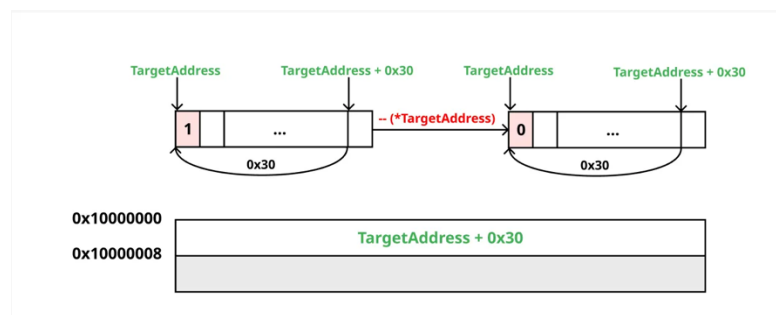 TargetAddress
TargetAddress + 0x30
TargetAddress
TargetAddress + 0x30
1
...
-- (*TargetAddress)
0
...
0x30
0x30
0x10000000
TargetAddress + 0x30
0x10000008